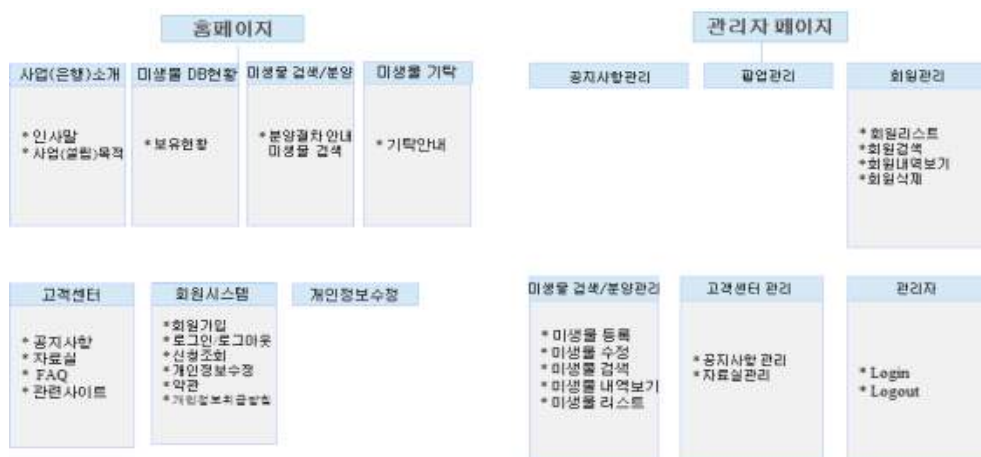 홈페이지
사업(은행)소개
* 인사말
* 사업(설립)목적
미생물 DB현황
* 보유현황
미생물 검색/분양
* 분양절차 안내
미생물 검색
미생물 기탁
* 기탁안내
고객센터
* 공지사항
* 자료실
* FAQ
* 관련사이트
회원시스템
* 회원가입
* 로그인/로그아웃
* 신청조회
* 개인정보수정
* 약관
* 개인정보취급방침
개인정보수정
관리자 페이지
공지사항관리
팝업관리
회원관리
* 회원리스트
* 회원검색
* 회원내역보기
* 회원삭제
미생물 검색/분양관리
* 미생물 등록
* 미생물 수정
* 미생물 검색
* 미생물 내역보기
* 미생물 리스트
고객센터 관리
* 공지사항 관리
* 자료실관리
관리자
* Login
* Logout